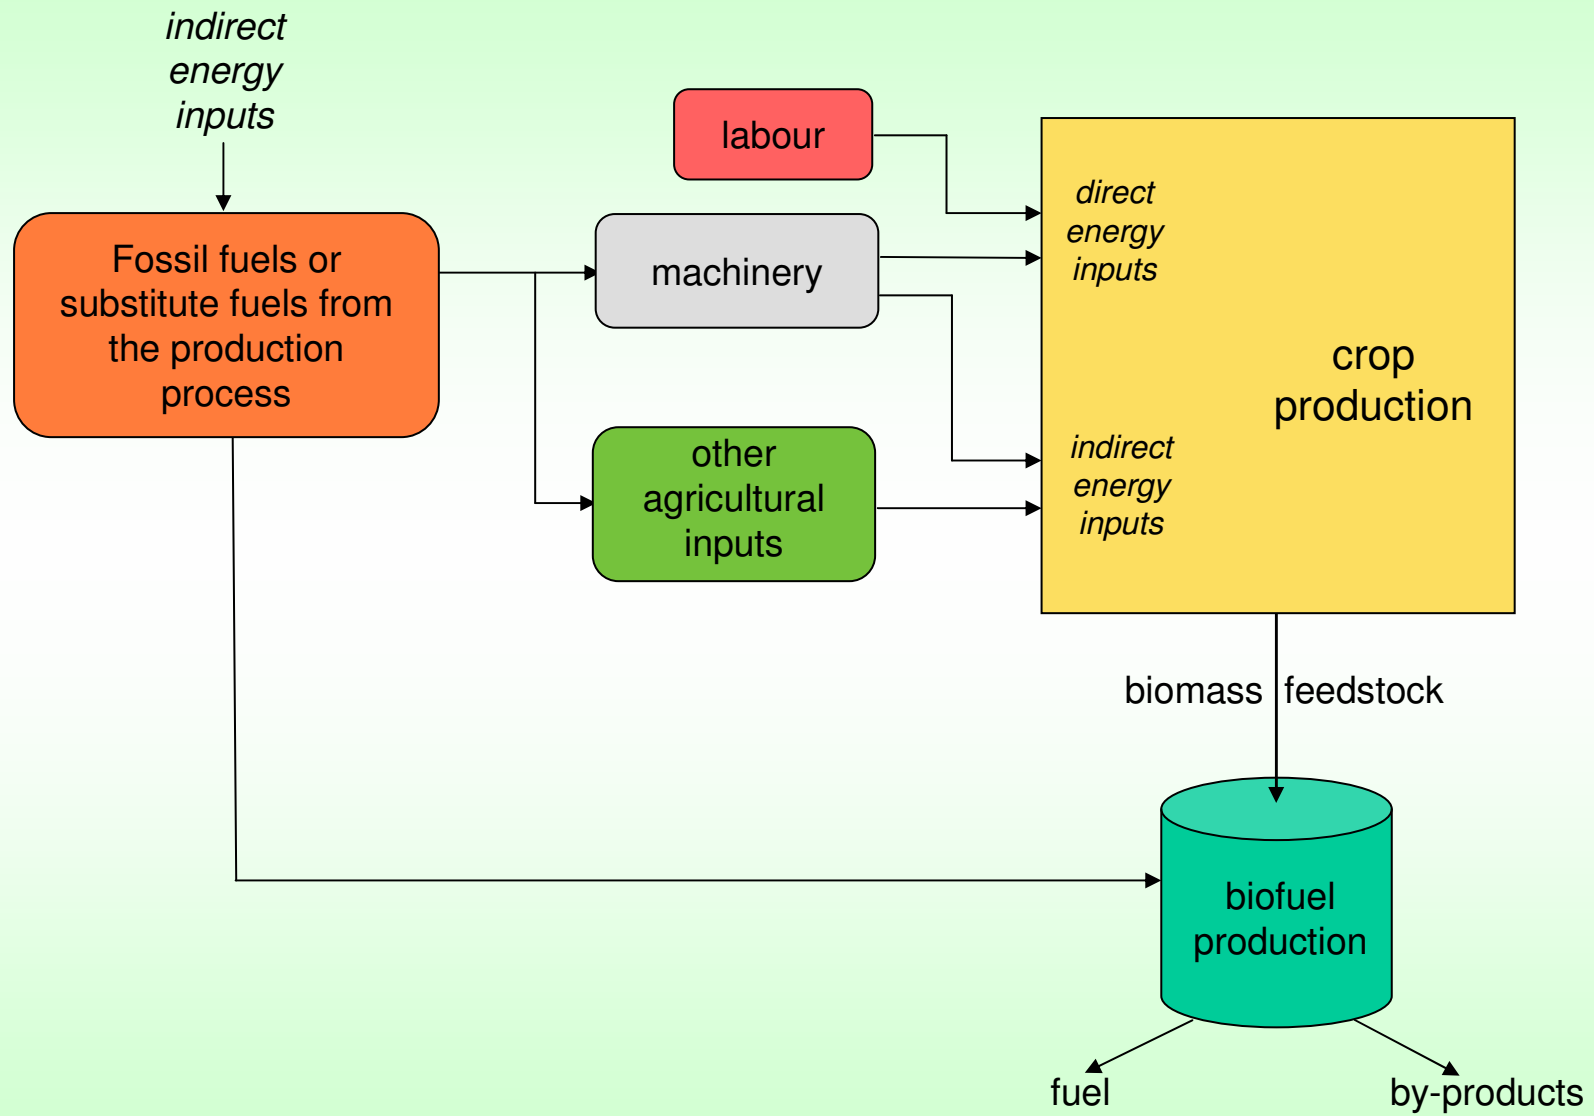 indirect
energy
inputs
labour
direct
energy
inputs
Fossil fuels or
substitute fuels from
the production
process
machinery
crop
production
other
agricultural
inputs
indirect
energy
inputs
biomass feedstock
biofuel
production
fuel
by-products